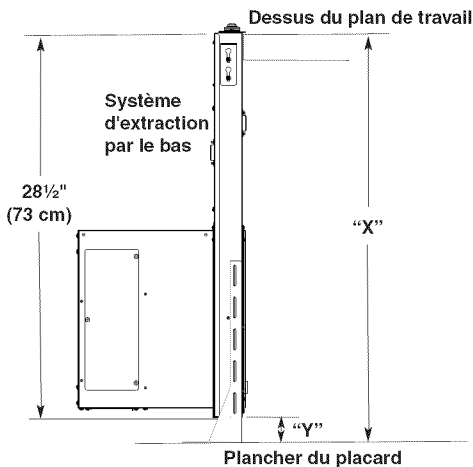 Dessus du plan de travail
Système
d'extraction
par le bas
28½"
(73 cm)
“X”
“Y”
Plancher du placard